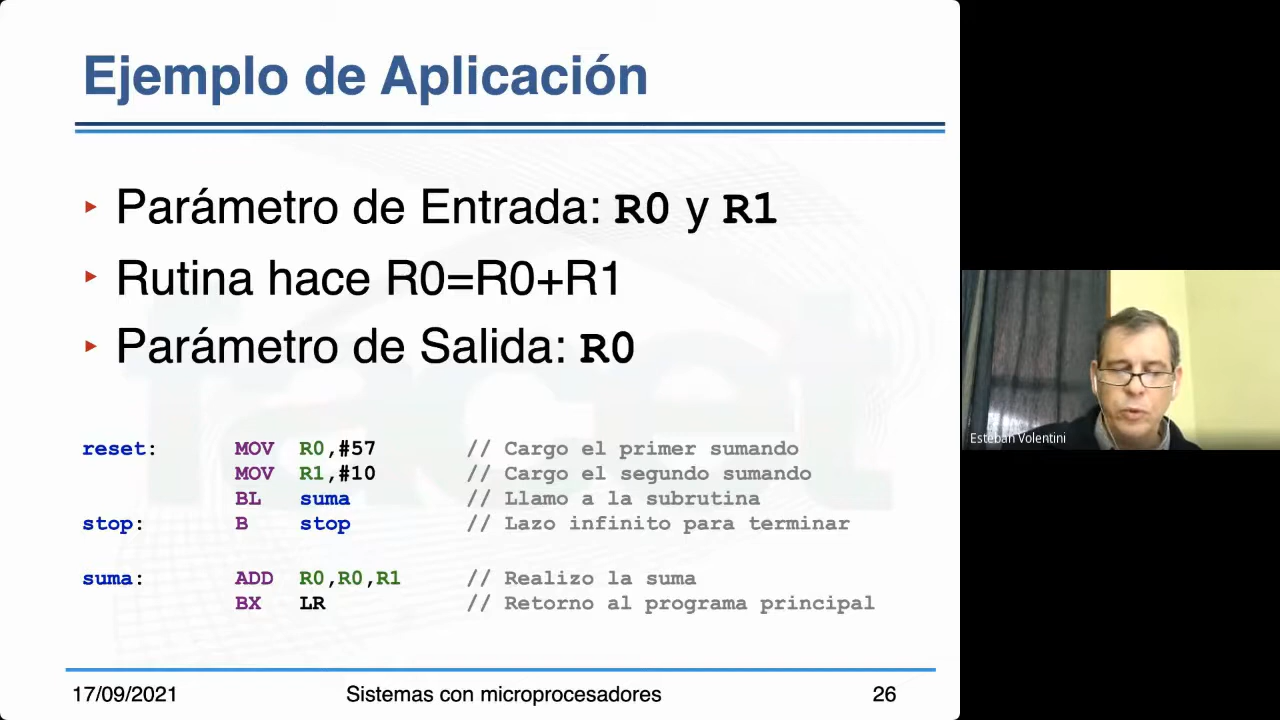 Ejemplo de Aplicación
‣ Parámetro de Entrada: R0 y R1
‣ Rutina hace R0=R0+R1
‣ Parámetro de Salida: R0
reset: MOV R0,#57 // Cargo el primer sumando
MOV R1,#10 // Cargo el segundo sumando
BL suma // Llamo a la subrutina
stop: B stop // Lazo infinito para terminar
suma: ADD R0,R0,R1 // Realizo la suma
BX LR // Retorno al programa principal
17/09/2021 Sistemas con microprocesadores 26
Esteban Volentini